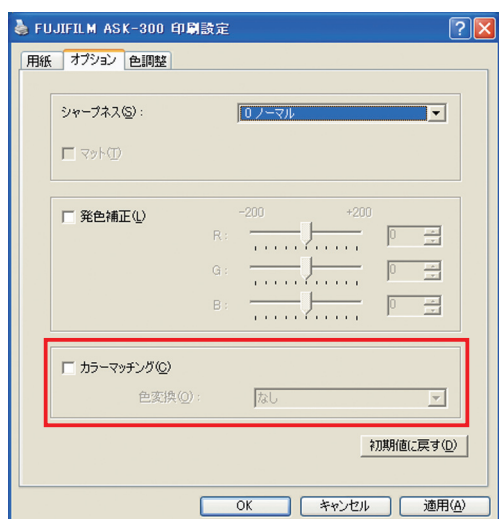 FUJIFILM ASK-300 印刷設定
用紙 オプション 色調整
シャープネス(S): 0 ノーマル
マット(T)
発色補正(L) -200 +200
R: 0
G: 0
B: 0
カラーマッチング(C)
色変換(O): なし
初期値に戻す(D)
OK キャンセル 適用(A)